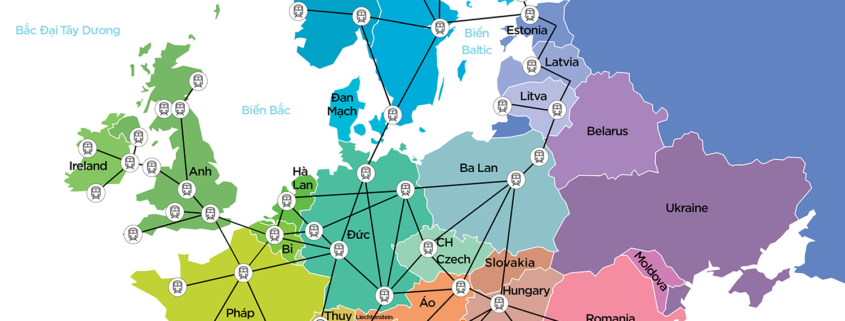 Bắc Đại Tây Dương
Estonia
Biển
Baltic
Latvia
Đan
Mạch
Litva
Biển Bắc
Belarus
Ireland
Anh
Hà
Lan
Ba Lan
Ukraine
Đức
Bỉ
CH
Czech
Slovakia
Moldova
Hungary
Áo
Pháp
Thụy
Liechtenstein
Romania